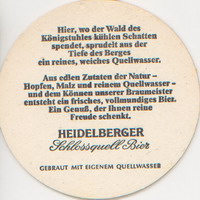 Hier, wo der Wald des
Königstuhles kühlen Schatten
spendet, sprudelt aus der
Tiefe des Berges
ein reines, weiches Quellwasser.
Aus edlen Zutaten der Natur –
Hopfen, Malz und reinem Quellwasser –
und dem Können unserer Braumeister
entsteht ein frisches, vollmundiges Bier.
Ein Genuß, der Ihnen reine
Freude schenkt.
HEIDELBERGER
Schlossquell Bier
GEBRAUT MIT EIGENEM QUELLWASSER